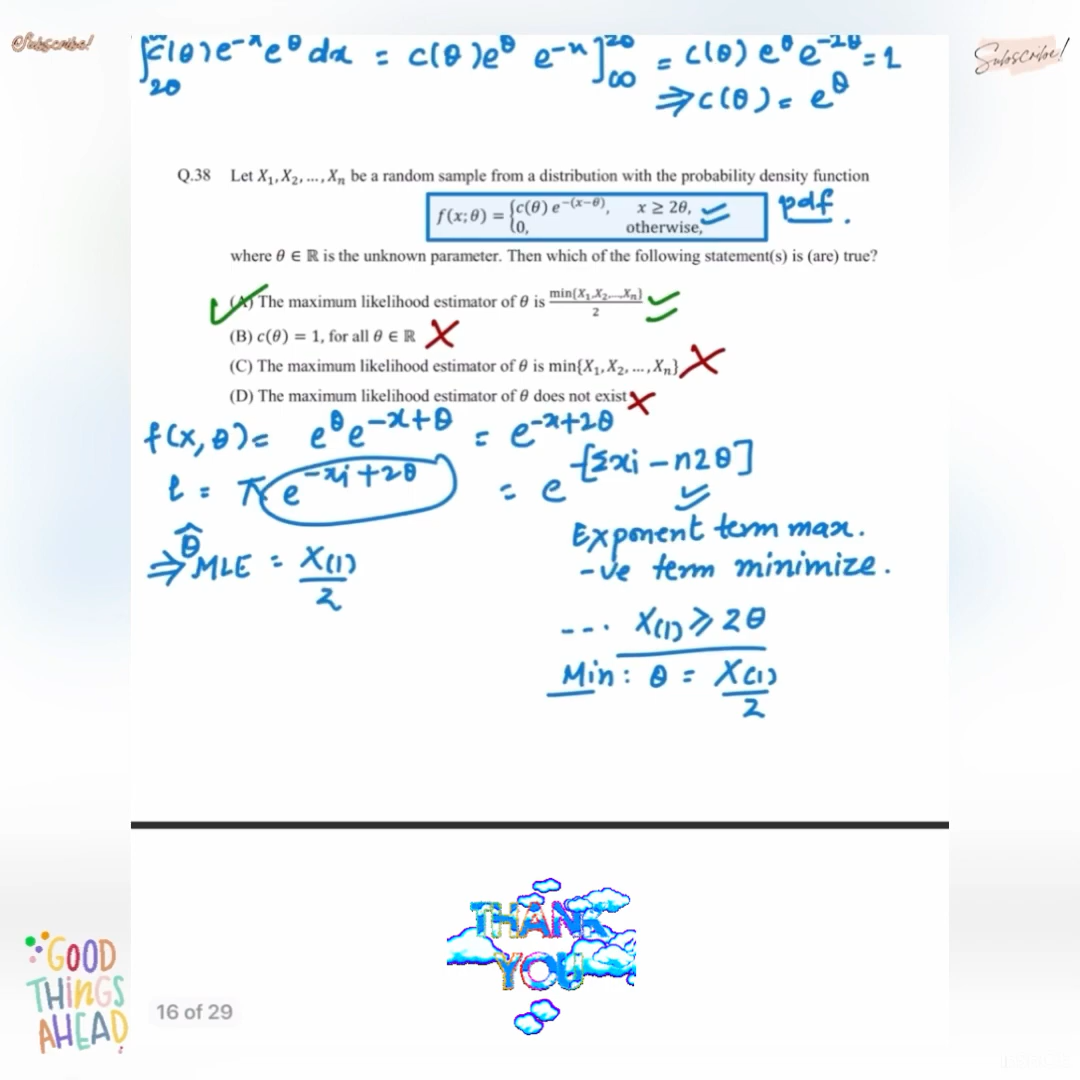 @Subscribe!
Subscribe!
∫_{2θ}^{∞} c(θ)e^{-x}e^{θ} dx = c(θ)e^{θ} e^{-x}]_{∞}^{2θ} = c(θ) e^{θ} e^{-2θ} = 1
⇒ c(θ) = e^{θ}
Q.38 Let X₁, X₂, ..., Xₙ be a random sample from a distribution with the probability density function
f(x; θ) = {c(θ) e^{-(x-θ)}, x ≥ 2θ,
0, otherwise,
pdf.
where θ ∈ ℝ is the unknown parameter. Then which of the following statement(s) is (are) true?
(A) The maximum likelihood estimator of θ is min{X₁,X₂,...,Xₙ}/2
(B) c(θ) = 1, for all θ ∈ ℝ
(C) The maximum likelihood estimator of θ is min{X₁, X₂, ..., Xₙ}
(D) The maximum likelihood estimator of θ does not exist
f(x, θ) = e^{θ} e^{-x+θ} = e^{-x+2θ}
l = π e^{-xi+2θ} = e^{-[Σxi - n2θ]}
Exponent term max.
-ve term minimize.
⇒ θ̂ MLE = X(1)/2
--- X(1) ≥ 2θ
Min: θ = X(1)/2
THANK
YOU
GOOD
THiNGS
AHEAD
16 of 29